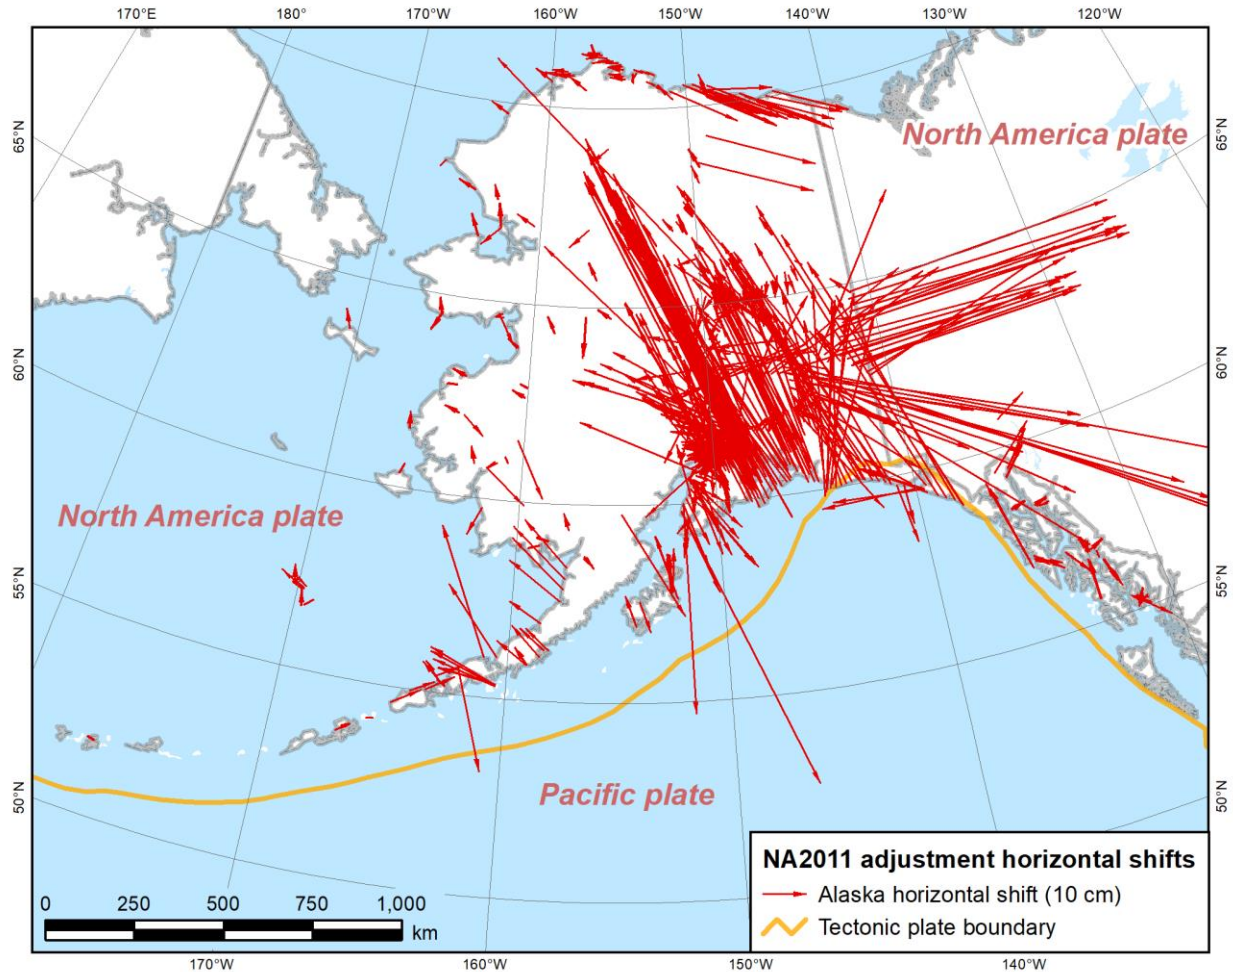 170°E
180°
170°W
160°W
150°W
140°W
130°W
120°W
65°N
North America plate
65°N
60°N
60°N
North America plate
55°N
55°N
Pacific plate
50°N
50°N
NA2011 adjustment horizontal shifts
Alaska horizontal shift (10 cm)
Tectonic plate boundary
0 250 500 750 1,000
km
170°W
160°W
150°W
140°W